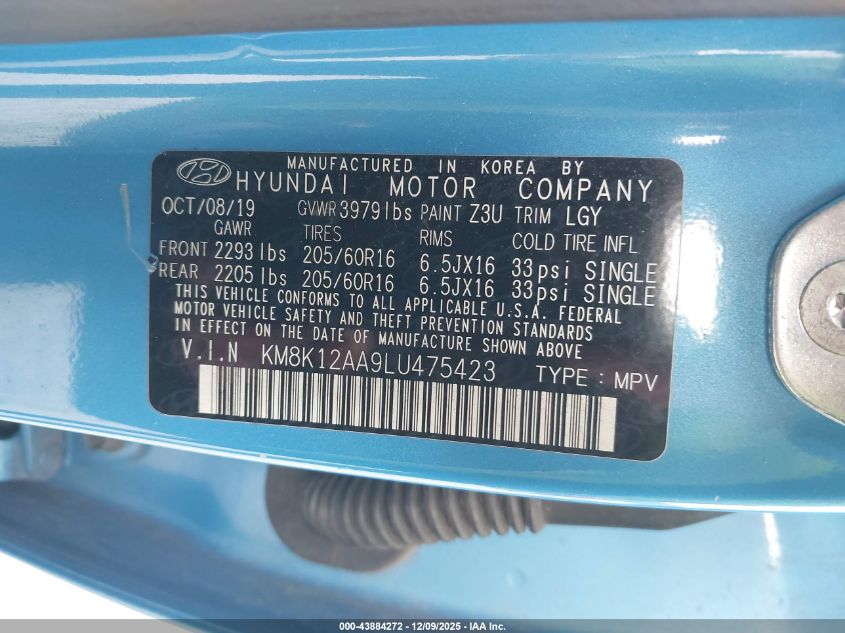 MANUFACTURED IN KOREA BY
HYUNDAI MOTOR COMPANY
OCT/08/19 GVWR 3979 lbs PAINT Z3U TRIM LGY
GAWR TIRES RIMS COLD TIRE INFL
FRONT 2293 lbs 205/60R16 6.5JX16 33psi SINGLE
REAR 2205 lbs 205/60R16 6.5JX16 33psi SINGLE
THIS VEHICLE CONFORMS TO ALL APPLICABLE U.S.A. FEDERAL
MOTOR VEHICLE SAFETY AND THEFT PREVENTION STANDARDS
IN EFFECT ON THE DATE OF MANUFACTURE SHOWN ABOVE
V.I.N KM8K12AA9LU475423 TYPE : MPV
000-43884272 - 12/09/2025 - IAA Inc.